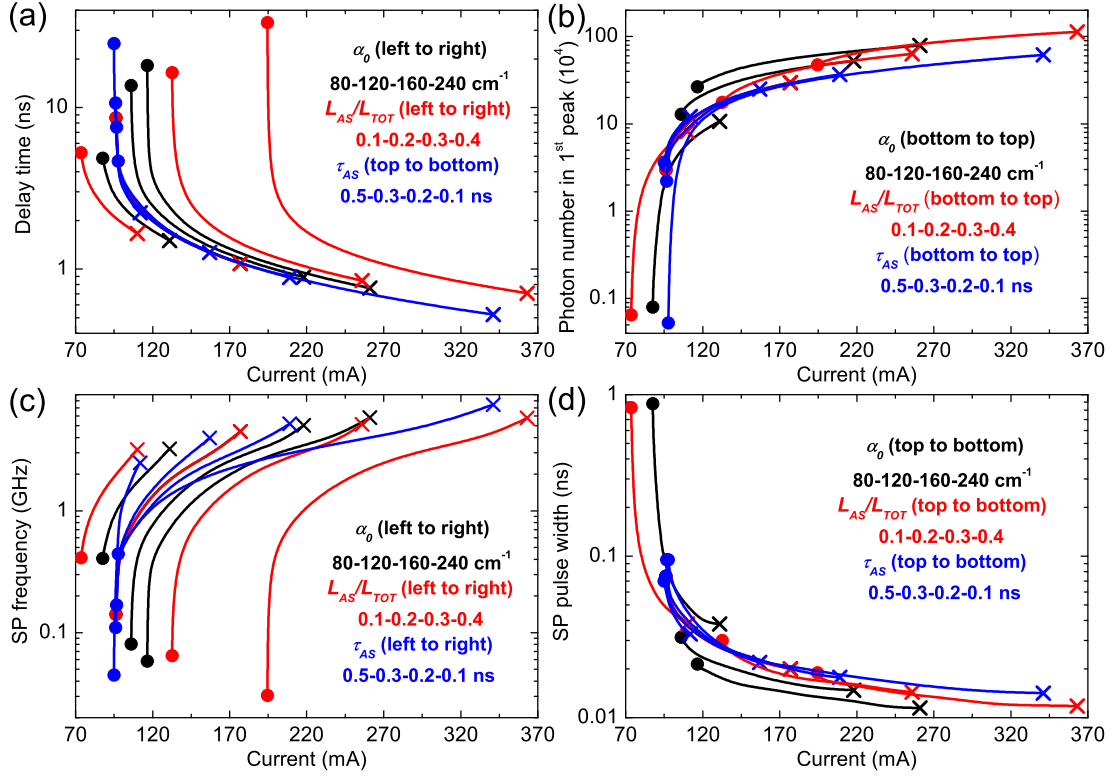 (a)
Delay time (ns)
10
1
α0 (left to right)
80-120-160-240 cm-1
LAS/LTOT (left to right)
0.1-0.2-0.3-0.4
τAS (top to bottom)
0.5-0.3-0.2-0.1 ns
70 120 170 220 270 320 370
Current (mA)
(b)
Photon number in 1st peak (10^4)
100
10
1
0.1
α0 (bottom to top)
80-120-160-240 cm-1
LAS/LTOT (bottom to top)
0.1-0.2-0.3-0.4
τAS (bottom to top)
0.5-0.3-0.2-0.1 ns
70 120 170 220 270 320 370
Current (mA)
(c)
SP frequency (GHz)
1
0.1
α0 (left to right)
80-120-160-240 cm-1
LAS/LTOT (left to right)
0.1-0.2-0.3-0.4
τAS (left to right)
0.5-0.3-0.2-0.1 ns
70 120 170 220 270 320 370
Current (mA)
(d)
SP pulse width (ns)
1
0.1
0.01
α0 (top to bottom)
80-120-160-240 cm-1
LAS/LTOT (top to bottom)
0.1-0.2-0.3-0.4
τAS (top to bottom)
0.5-0.3-0.2-0.1 ns
70 120 170 220 270 320 370
Current (mA)